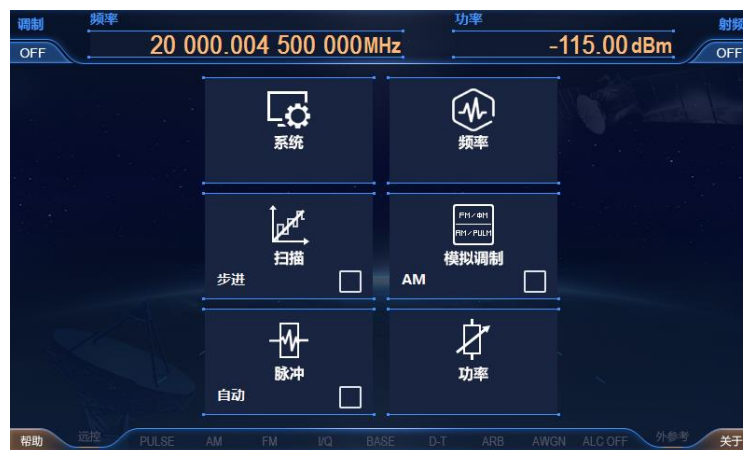 调制 频率 功率 射频
OFF 20 000.004 500 000MHz -115.00 dBm OFF
系统 频率
FM/ΦM
AM/PULM
扫描 模拟调制
步进 AM
脉冲 功率
自动
帮助 远控 PULSE AM FM I/Q BASE D-T ARB AWGN ALC OFF 外参考 关于